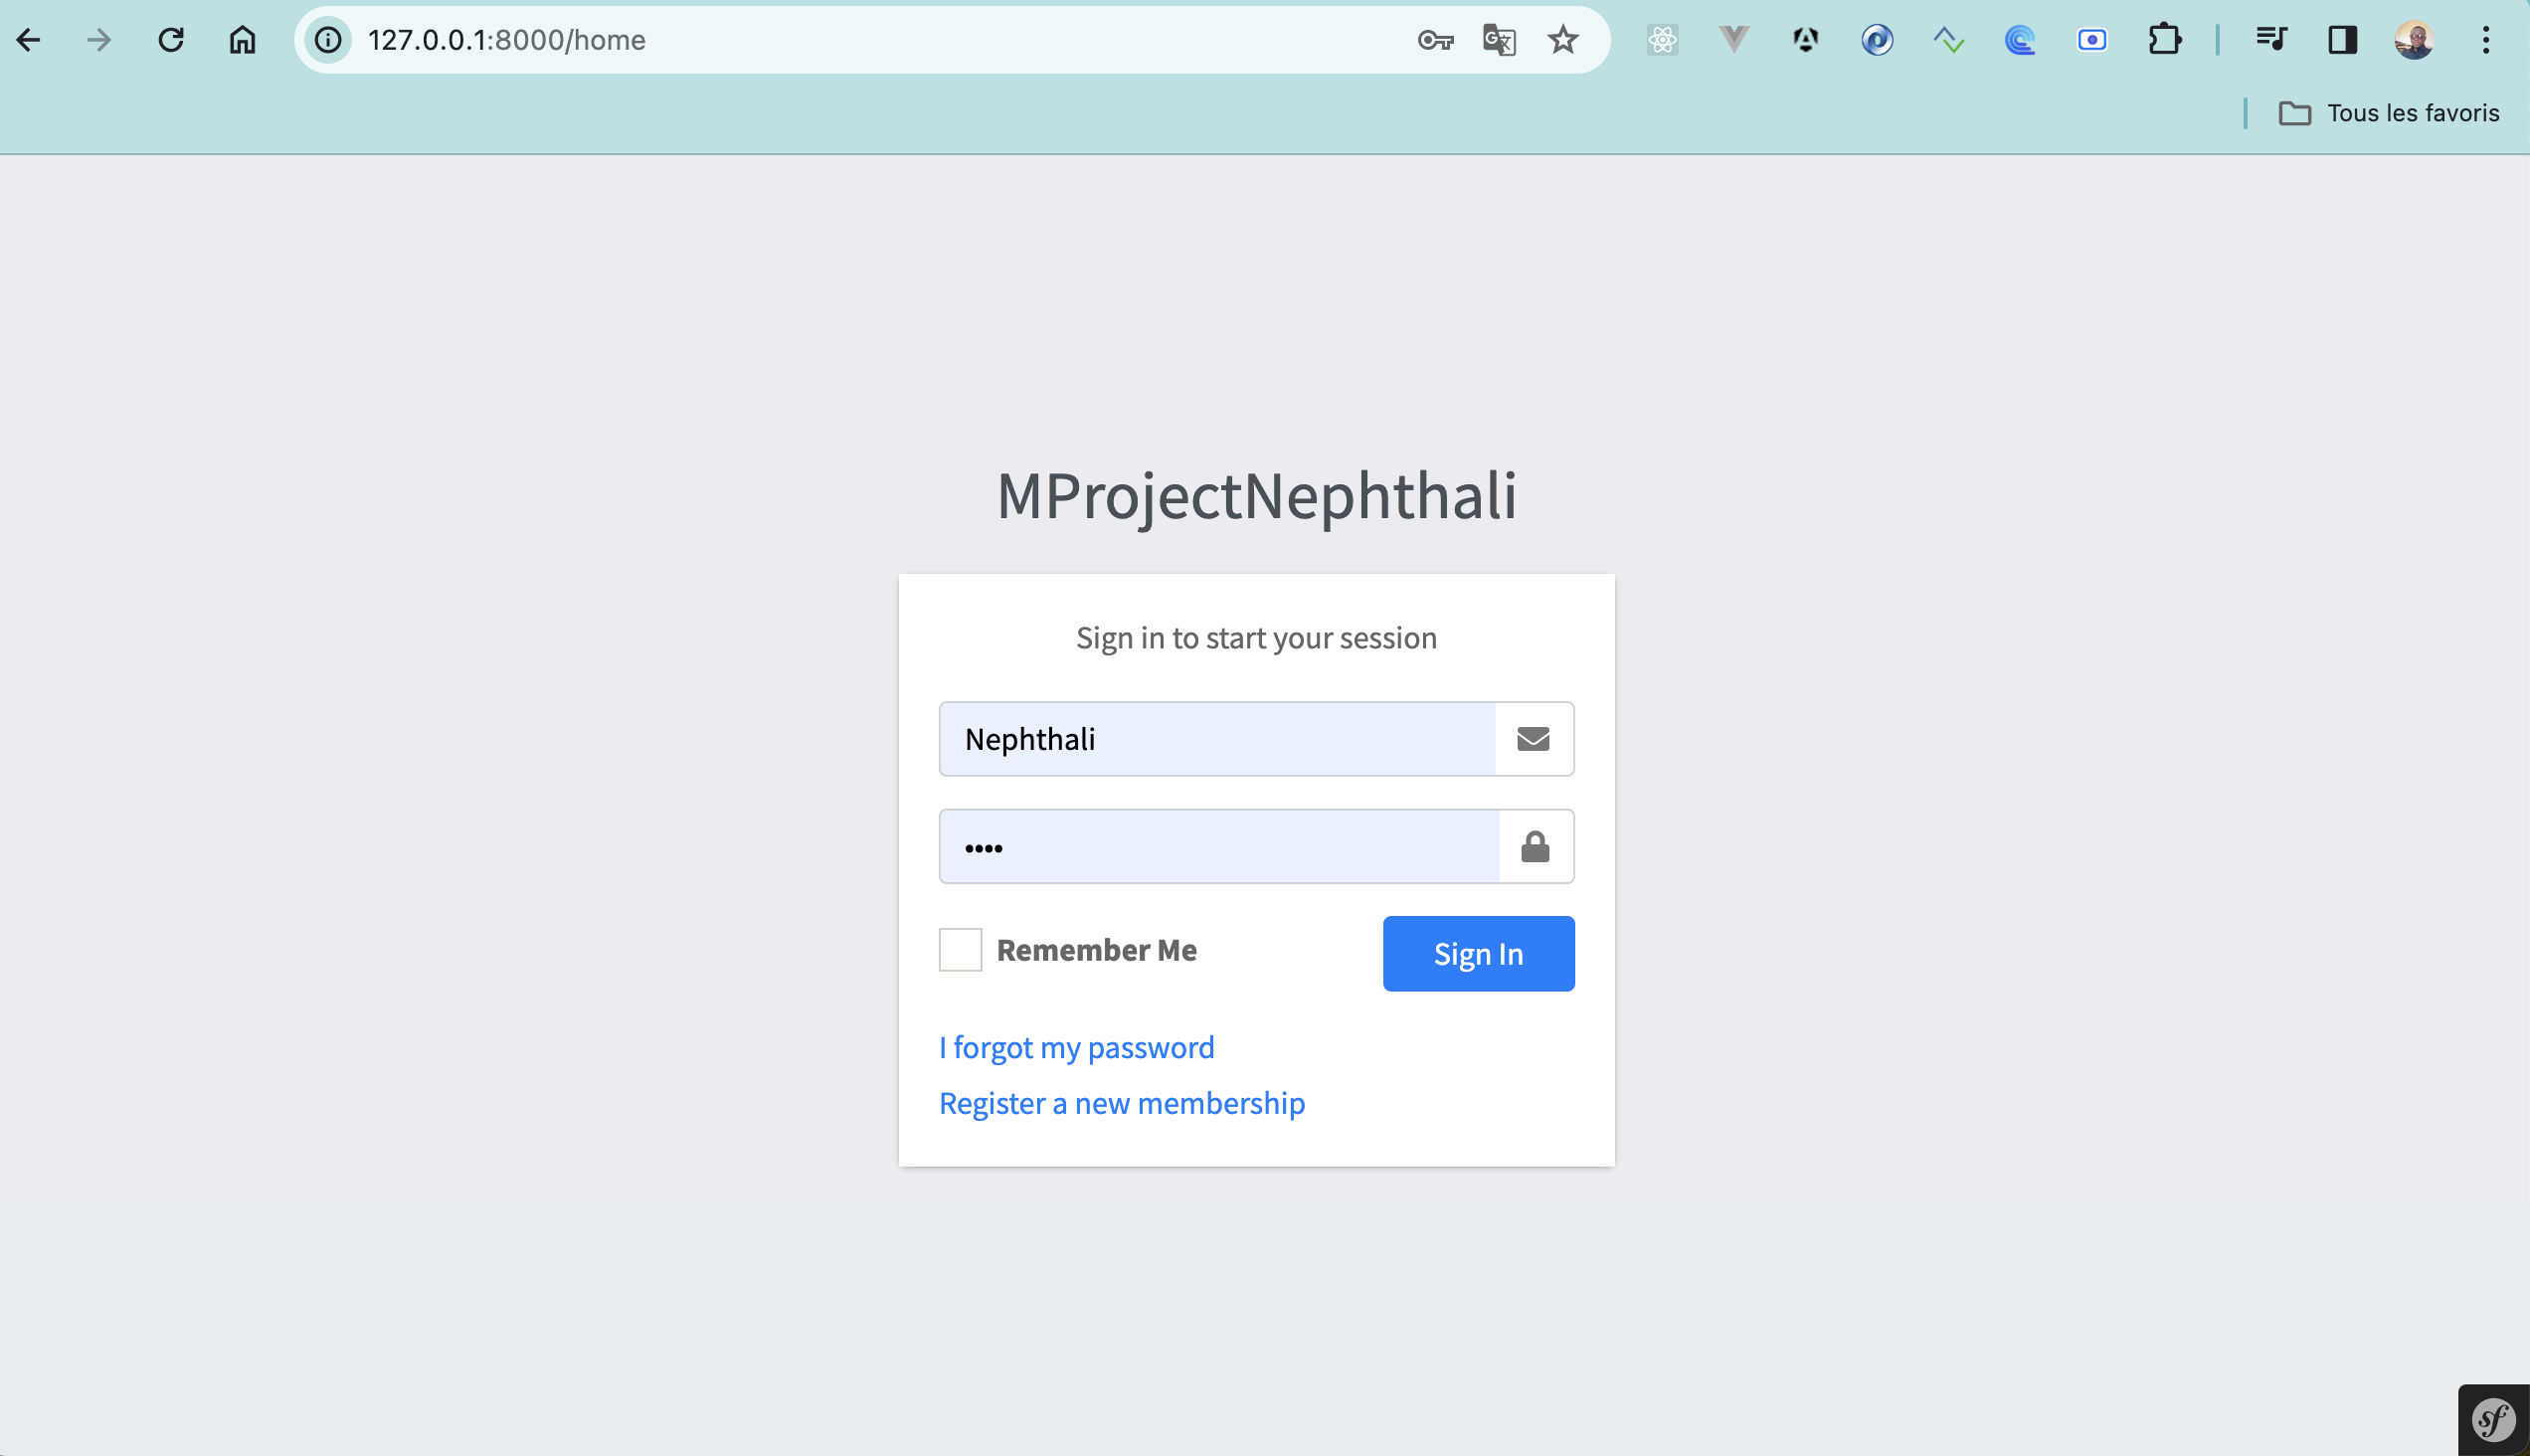 127.0.0.1:8000/home
Tous les favoris
MProjectNephthali
Sign in to start your session
Nephthali
••••
Remember Me
Sign In
I forgot my password
Register a new membership
sf